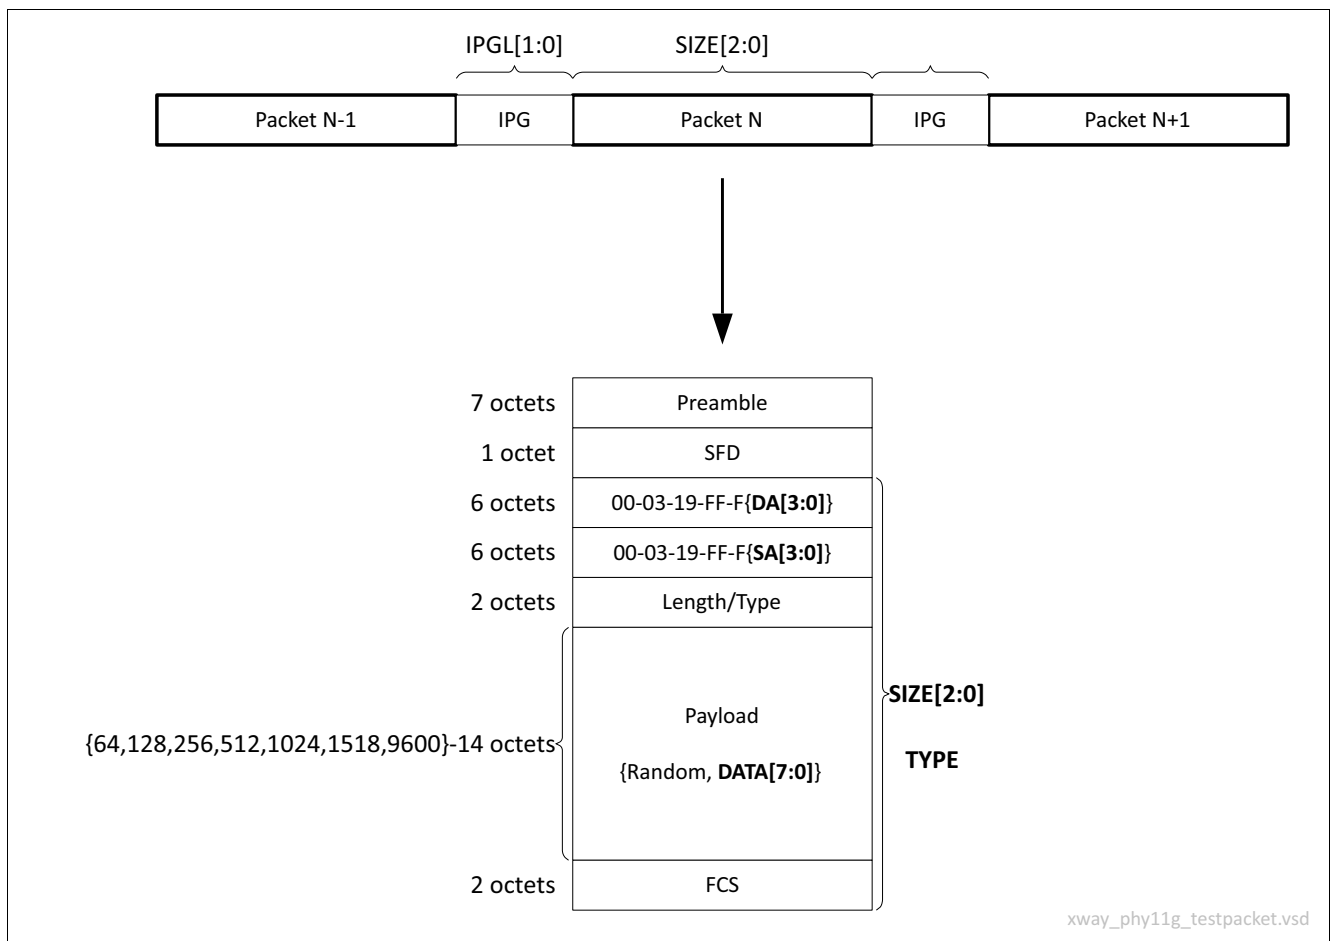 IPGL[1:0] SIZE[2:0]
Packet N-1 IPG Packet N IPG Packet N+1
7 octets Preamble
1 octet SFD
6 octets 00-03-19-FF-F{DA[3:0]}
6 octets 00-03-19-FF-F{SA[3:0]}
2 octets Length/Type
SIZE[2:0]
Payload
{64,128,256,512,1024,1518,9600}-14 octets
TYPE
{Random, DATA[7:0]}
2 octets FCS
xway_phy11g_testpacket.vsd